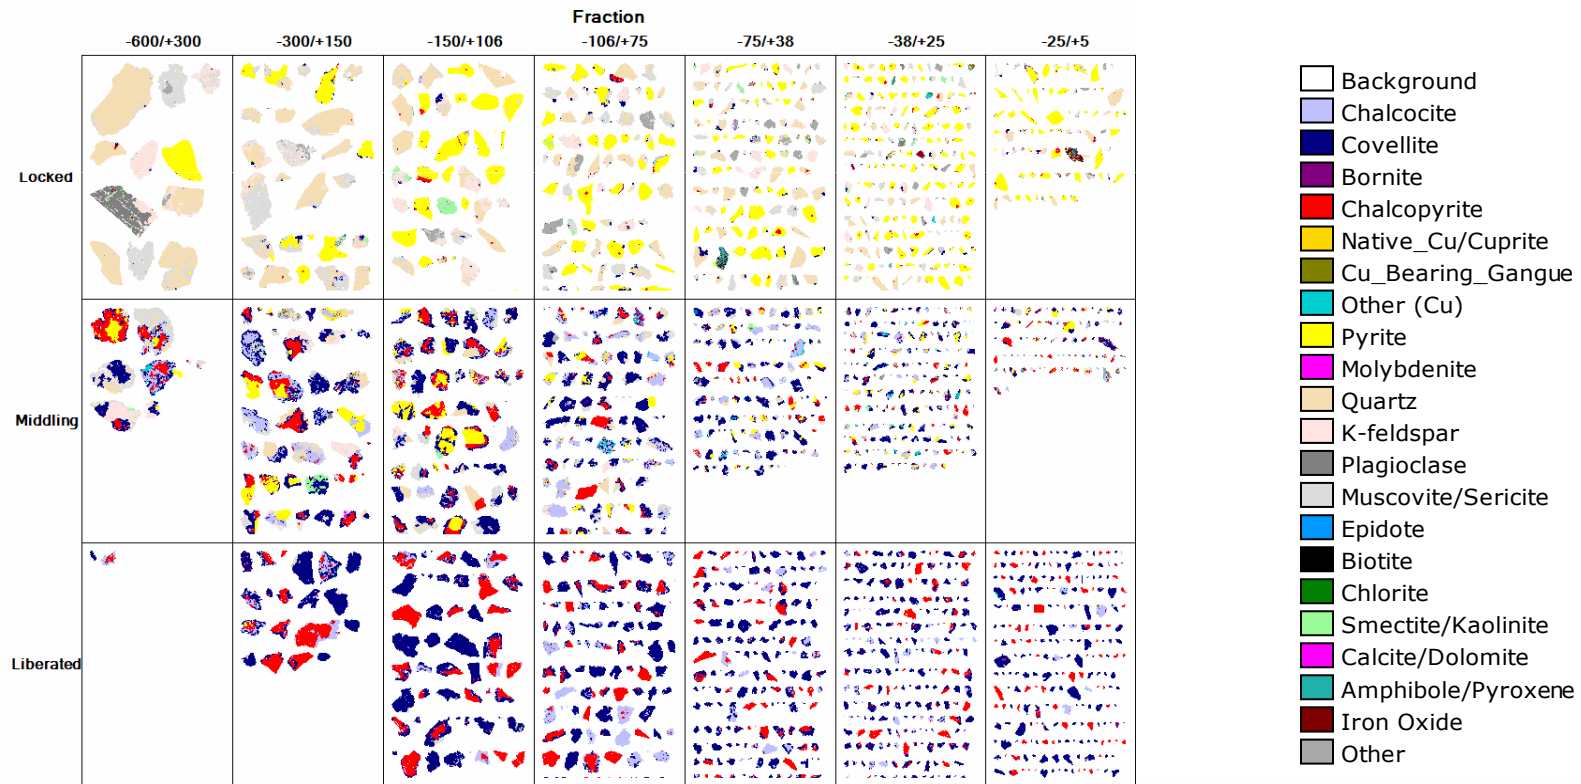 Fraction
-600/+300 -300/+150 -150/+106 -106/+75 -75/+38 -38/+25 -25/+5
Locked
Middling
Liberated
Background
Chalcocite
Covellite
Bornite
Chalcopyrite
Native_Cu/Cuprite
Cu_Bearing_Gangue
Other (Cu)
Pyrite
Molybdenite
Quartz
K-feldspar
Plagioclase
Muscovite/Sericite
Epidote
Biotite
Chlorite
Smectite/Kaolinite
Calcite/Dolomite
Amphibole/Pyroxene
Iron Oxide
Other